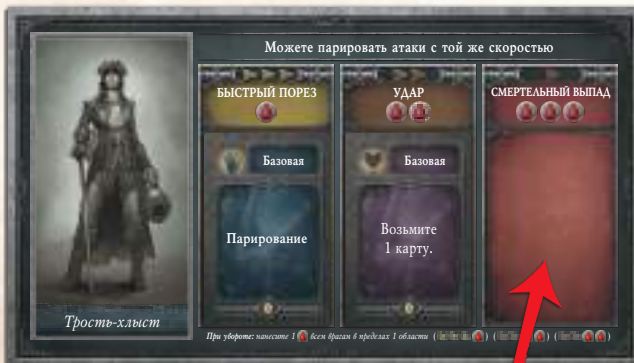 Можете парировать атаки с той же скоростью
БЫСТРЫЙ ПОРЕЗ
УДАР
СМЕРТЕЛЬНЫЙ ВЫПАД
Базовая
Базовая
Парирование
Возьмите
1 карту.
Трость-хлыст
При увороте: нанесите 1 всем врагам в пределах 1 области